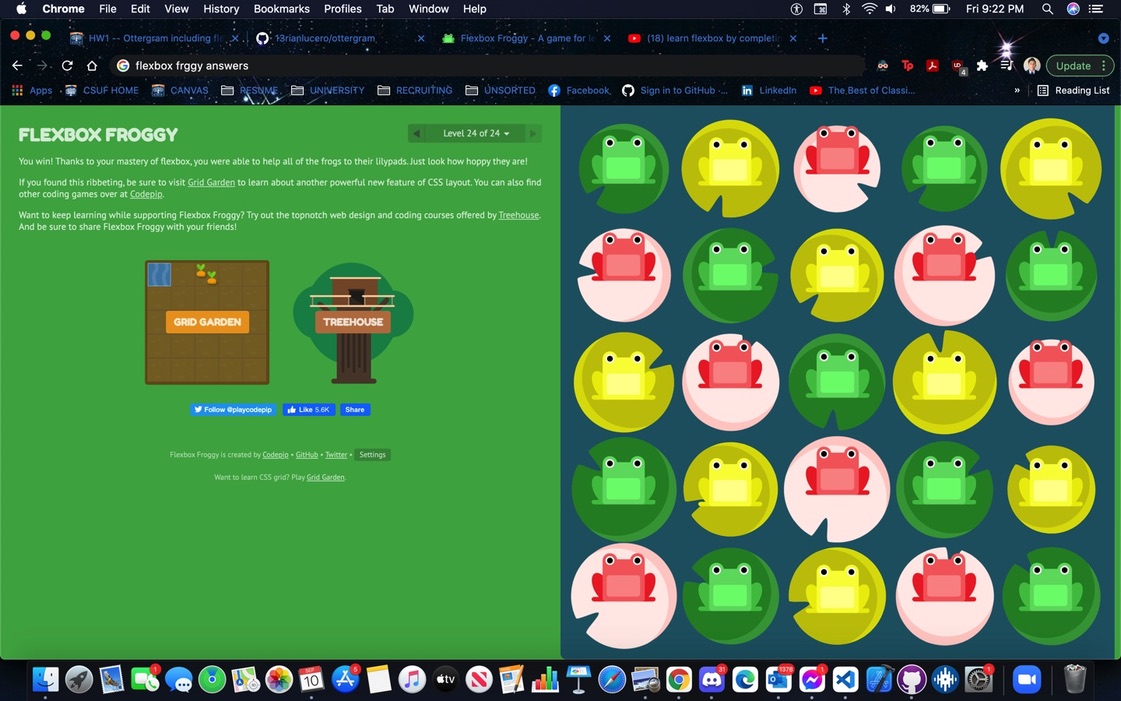 Chrome File Edit View History Bookmarks Profiles Tab Window Help 82% Fri 9:22 PM
HW1 -- Ottergram including fl 13rianlucero/ottergram Flexbox Froggy - A game for le (18) learn flexbox by completin
flexbox frggy answers Update
Apps CSUF HOME CANVAS RESUME UNIVERSITY RECRUITING UNSORTED Facebook Sign in to GitHub ·... LinkedIn The Best of Classi... » Reading List
FLEXBOX FROGGY
Level 24 of 24
You win! Thanks to your mastery of flexbox, you were able to help all of the frogs to their lilypads. Just look how hoppy they are!
If you found this ribbeting, be sure to visit Grid Garden to learn about another powerful new feature of CSS layout. You can also find
other coding games over at Codepip.
Want to keep learning while supporting Flexbox Froggy? Try out the topnotch web design and coding courses offered by Treehouse.
And be sure to share Flexbox Froggy with your friends!
GRID GARDEN TREEHOUSE
Follow @playcodepip Like 5.6K Share
Flexbox Froggy is created by Codepip • GitHub • Twitter • Settings
Want to learn CSS grid? Play Grid Garden.
SEP
10
tv